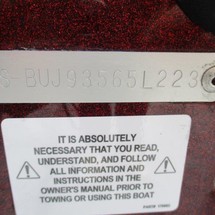 S-BUJ93565L223
IT IS ABSOLUTELY
NECESSARY THAT YOU READ,
UNDERSTAND, AND FOLLOW
ALL INFORMATION AND
INSTRUCTIONS IN THE
OWNER'S MANUAL PRIOR TO
TOWING OR USING THIS BOAT